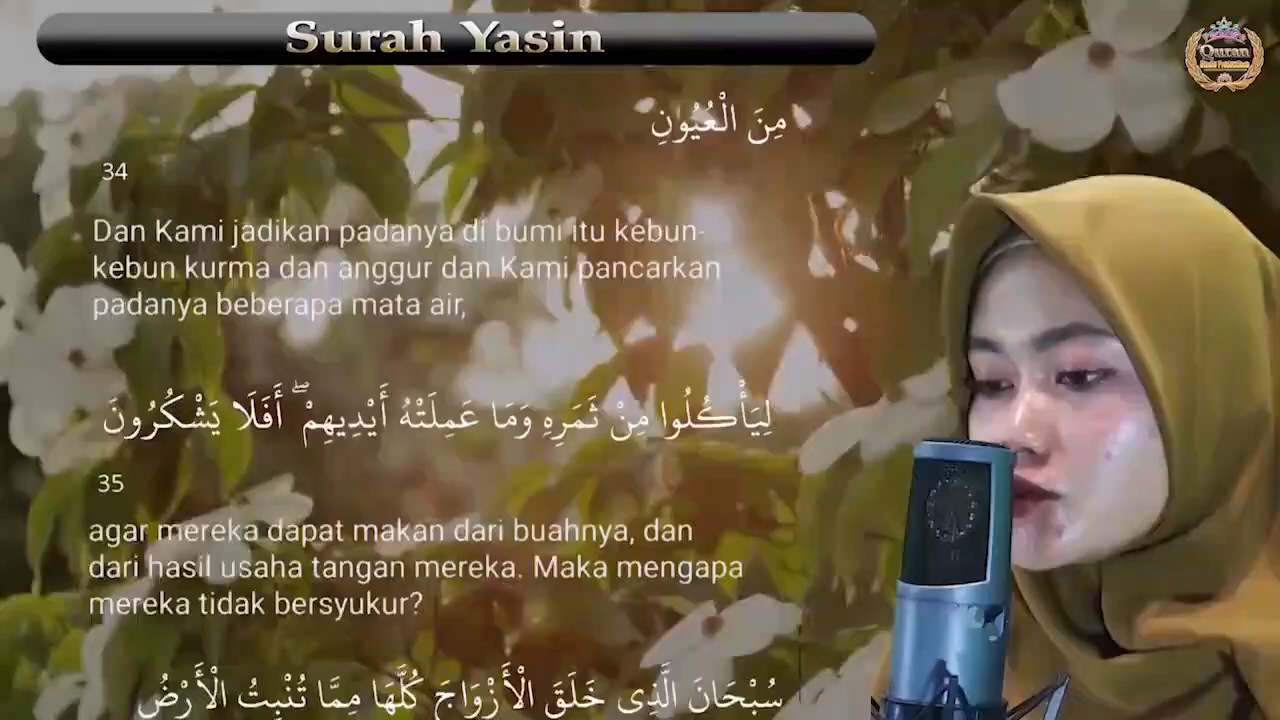 Surah Yasin
Quran
مِنَ الْعُيُونِ
34
Dan Kami jadikan padanya di bumi itu kebun-
kebun kurma dan anggur dan Kami pancarkan
padanya beberapa mata air,
لِيَأْكُلُوا مِنْ ثَمَرِهِ وَمَا عَمِلَتْهُ أَيْدِيهِمْ ۖ أَفَلَا يَشْكُرُونَ
35
agar mereka dapat makan dari buahnya, dan
dari hasil usaha tangan mereka. Maka mengapa
mereka tidak bersyukur?
سُبْحَانَ الَّذِى خَلَقَ الْأَزْوَاجَ كُلَّهَا مِمَّا تُنْبِتُ الْأَرْضُ